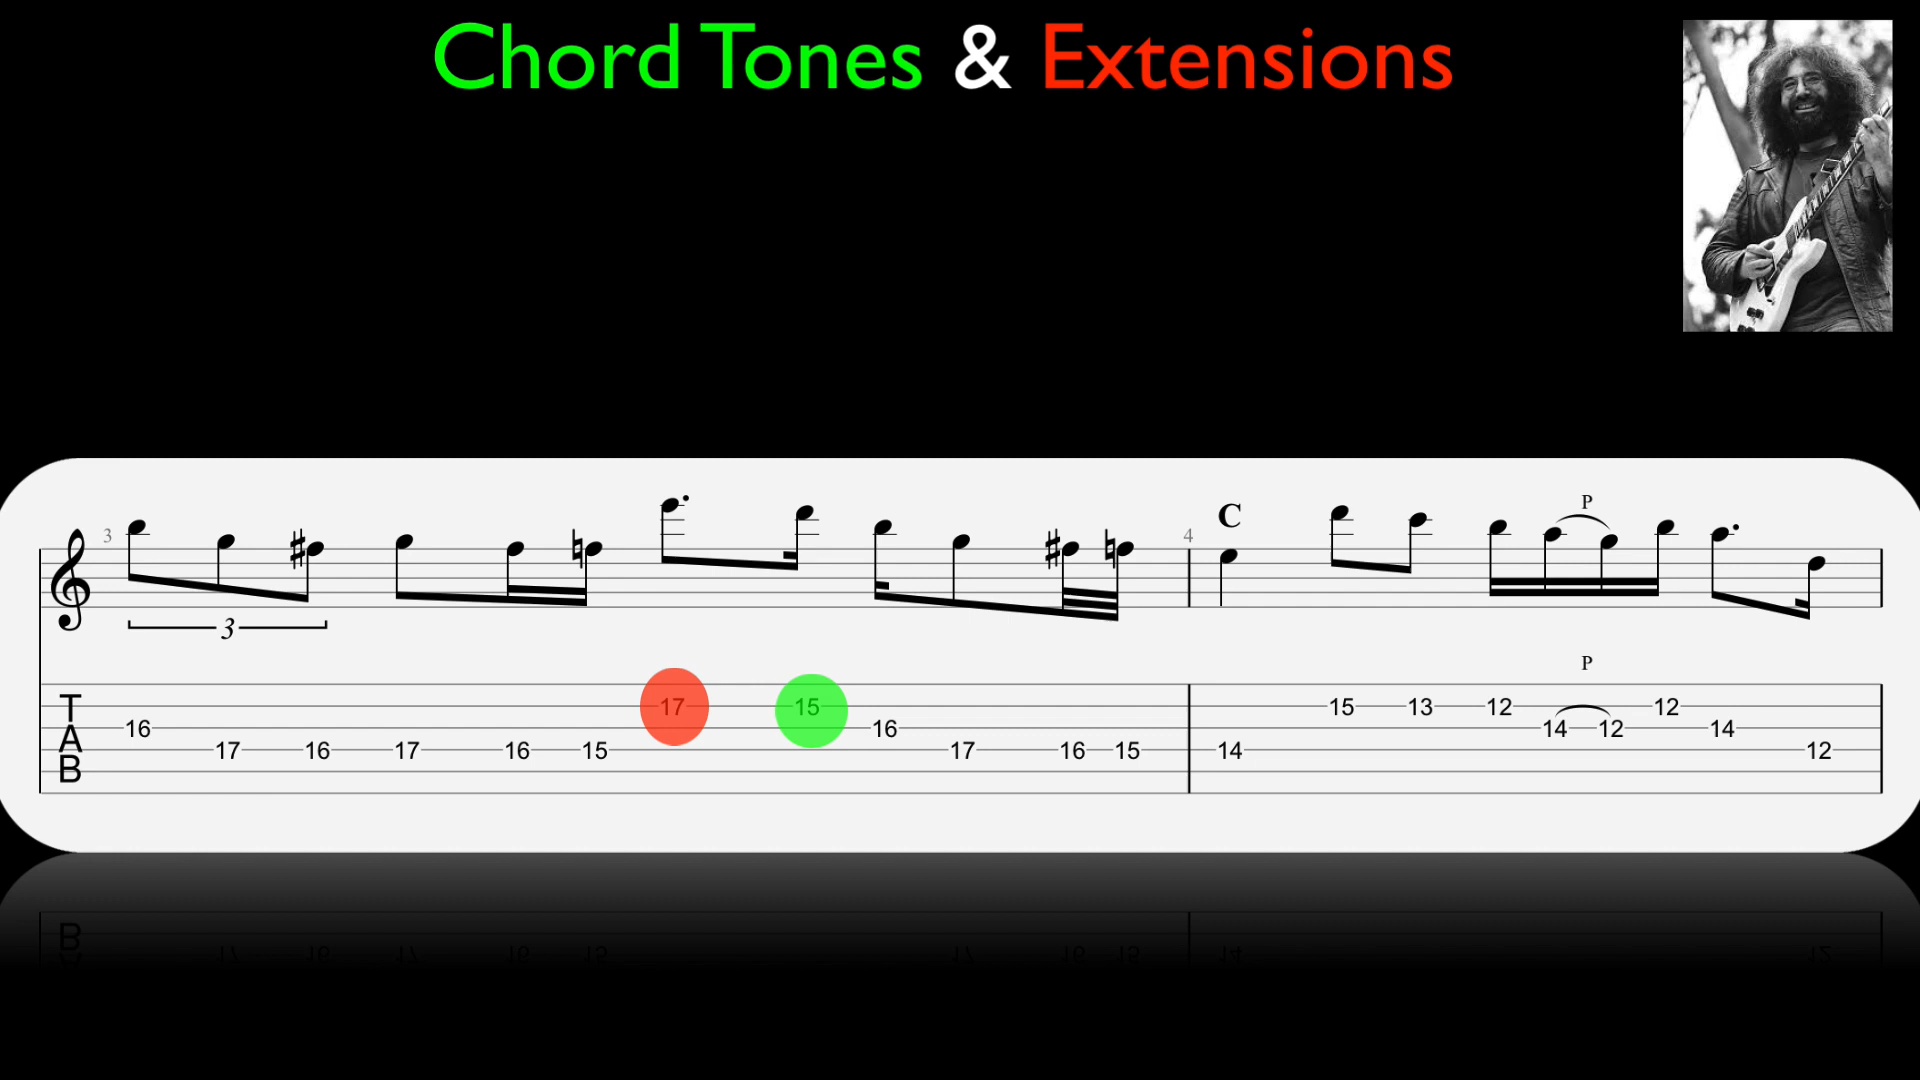 Chord Tones & Extensions
P
C
3 4
3
P
T 17 15 15 13 12 12
A 16 16 14 12 14
B 17 16 17 16 15 17 16 15 14 12